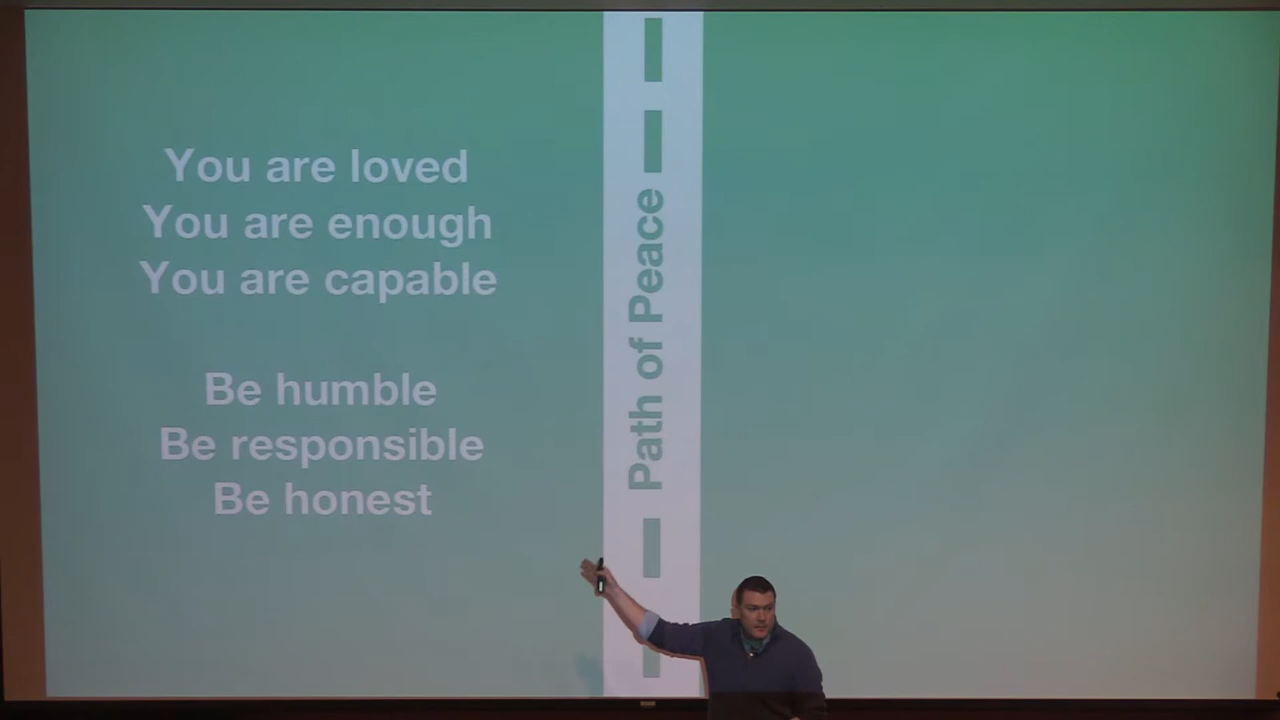 You are loved
You are enough
You are capable
Be humble
Be responsible
Be honest
Path of Peace